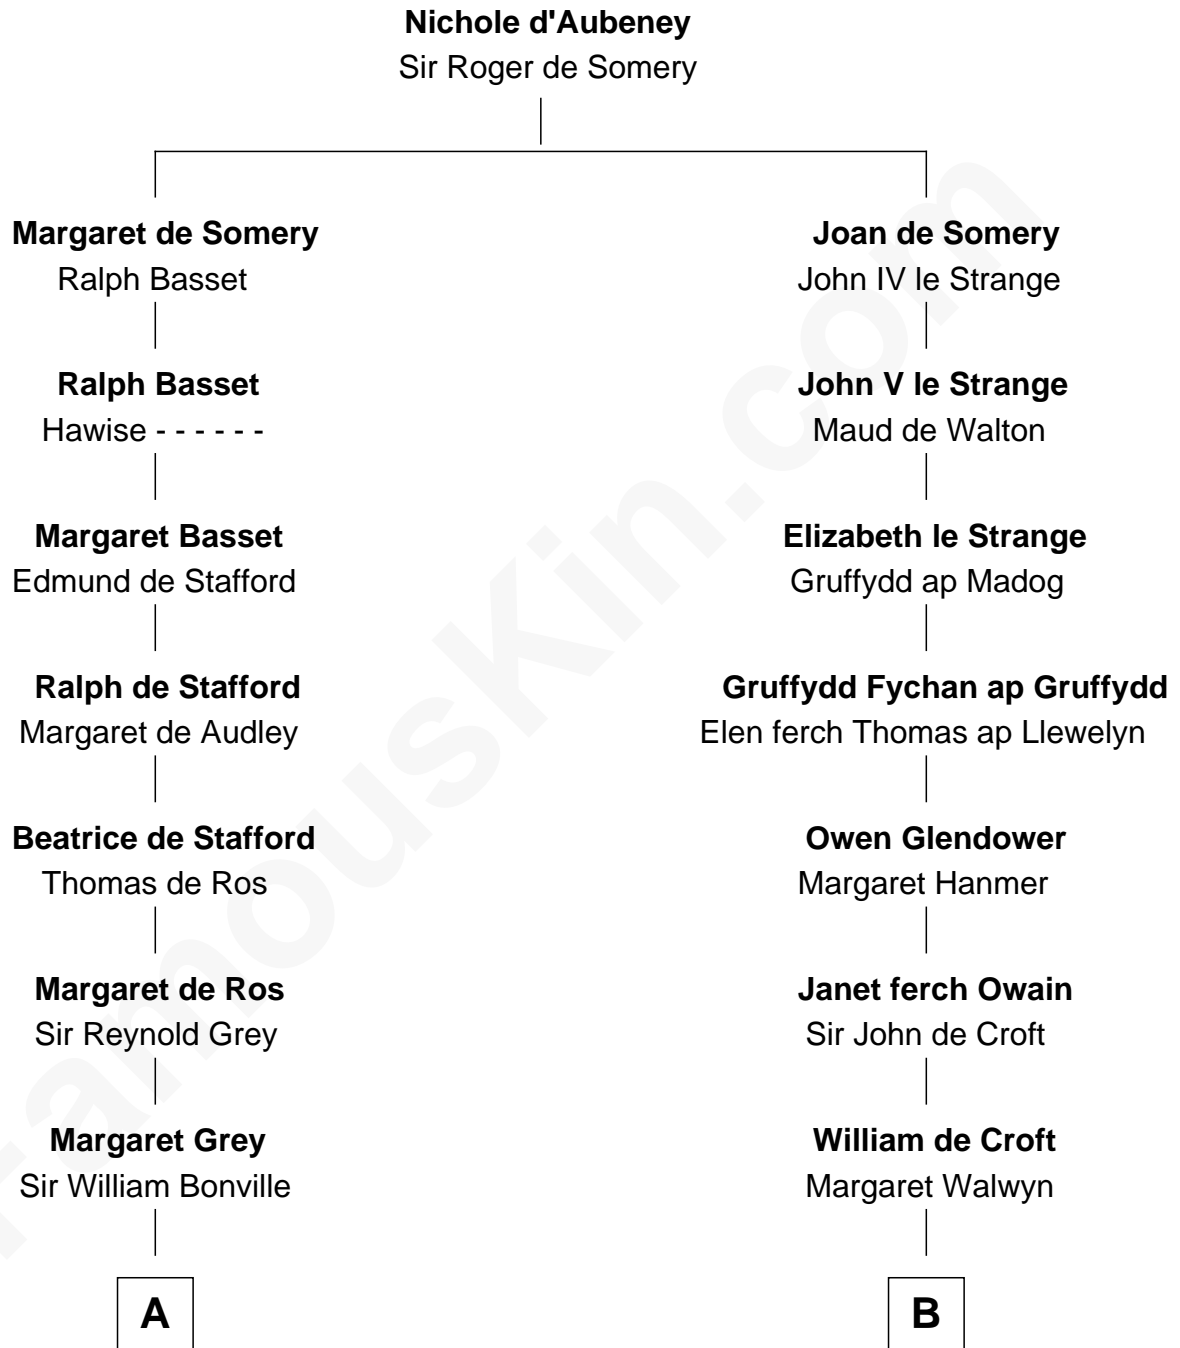 Nichole d'Aubeney
Sir Roger de Somery
Margaret de Somery
Ralph Basset
Joan de Somery
John IV le Strange
Ralph Basset
Hawise - - - - - -
John V le Strange
Maud de Walton
Margaret Basset
Edmund de Stafford
Elizabeth le Strange
Gruffydd ap Madog
Ralph de Stafford
Margaret de Audley
Gruffydd Fychan ap Gruffydd
Elen ferch Thomas ap Llewelyn
Beatrice de Stafford
Thomas de Ros
Owen Glendower
Margaret Hanmer
Margaret de Ros
Sir Reynold Grey
Janet ferch Owain
Sir John de Croft
Margaret Grey
Sir William Bonville
William de Croft
Margaret Walwyn
A
B
FamousKin.com